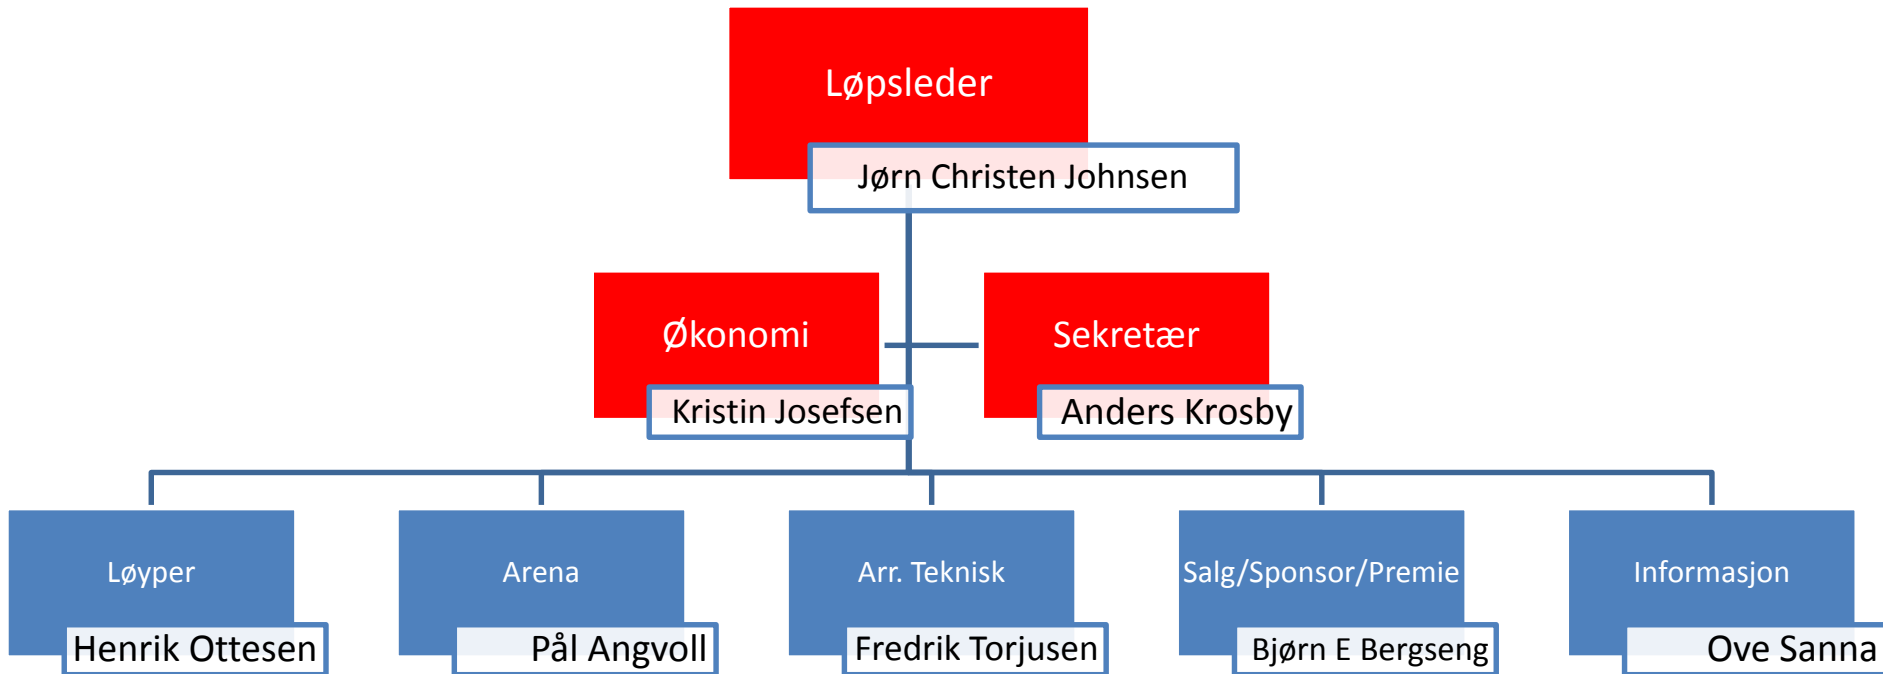 Løpsleder
Jørn Christen Johnsen
Økonomi
Kristin Josefsen
Sekretær
Anders Krosby
Løyper
Henrik Ottesen
Arena
Pål Angvoll
Arr. Teknisk
Fredrik Torjusen
Salg/Sponsor/Premie
Bjørn E Bergseng
Informasjon
Ove Sanna